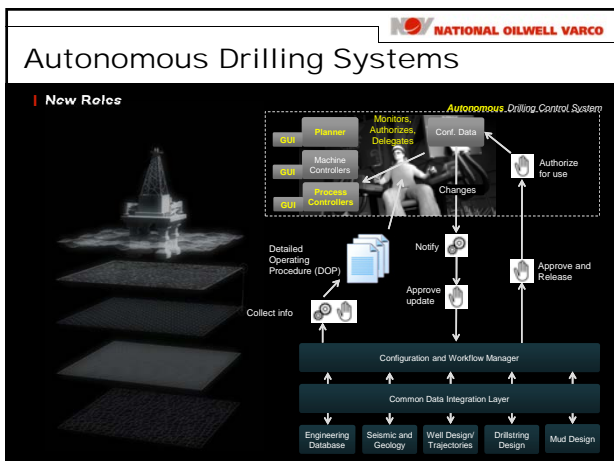 NOV NATIONAL OILWELL VARCO
Autonomous Drilling Systems
New Roles
Autonomous Drilling Control System
Monitors,
Authorizes,
Delegates
Planner
GUI
Conf. Data
Machine
Controllers
GUI
Process
Controllers
GUI
Authorize
for use
Changes
Detailed
Operating
Procedure (DOP)
Notify
Approve and
Release
Approve
update
Collect info
Configuration and Workflow Manager
Common Data Integration Layer
Engineering
Database
Seismic and
Geology
Well Design/
Trajectories
Drillstring
Design
Mud Design